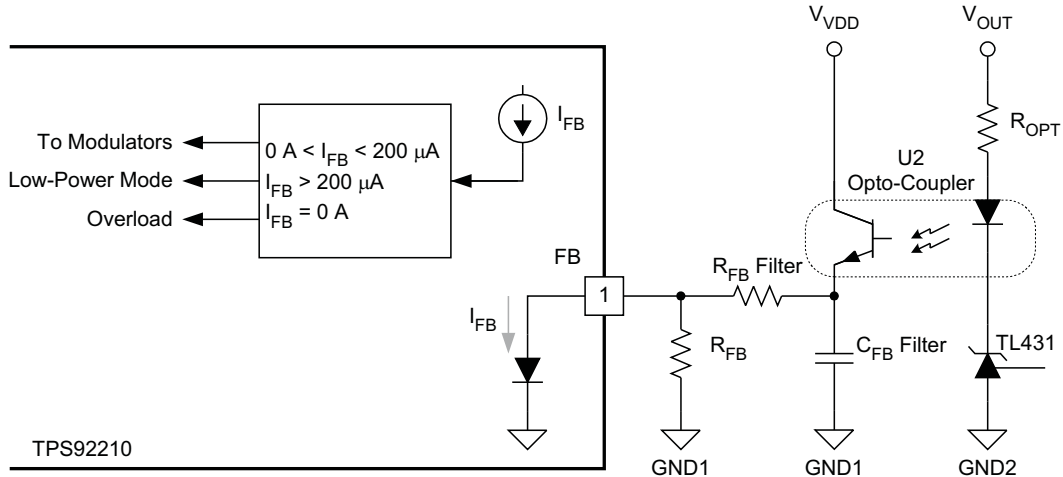 V_VDD
V_OUT
I_FB
R_OPT
To Modulators
0 A < I_FB < 200 μA
Low-Power Mode
I_FB > 200 μA
Overload
I_FB = 0 A
U2
Opto-Coupler
FB
1
R_FB Filter
I_FB
R_FB
C_FB Filter
TL431
TPS92210
GND1
GND1
GND2